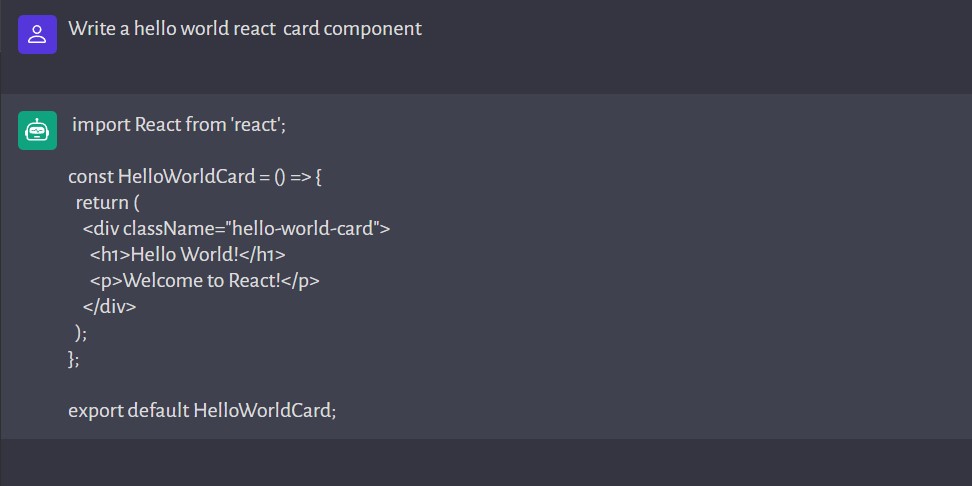 Write a hello world react  card component
import React from 'react';
const HelloWorldCard = () => {
  return (
    <div className="hello-world-card">
      <h1>Hello World!</h1>
      <p>Welcome to React!</p>
    </div>
  );
};
export default HelloWorldCard;